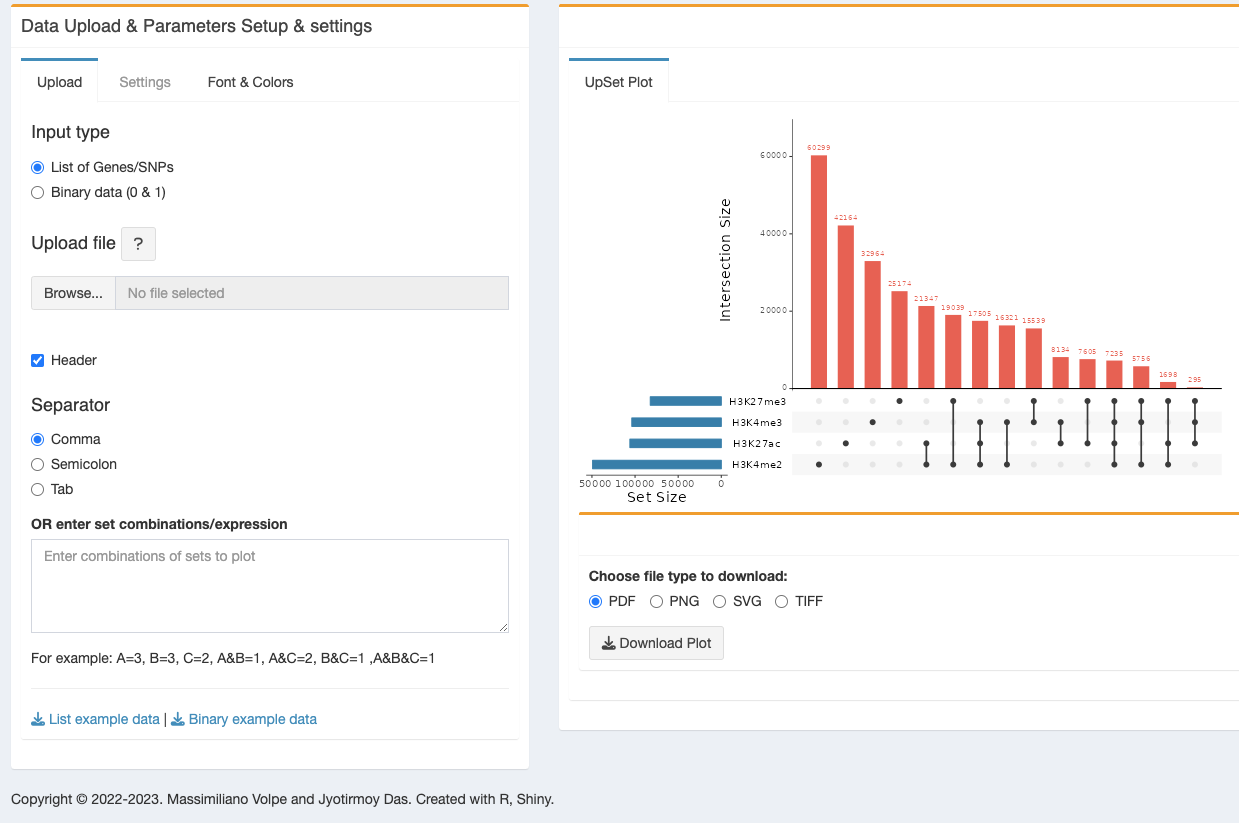 Data Upload & Parameters Setup & settings
Upload Settings Font & Colors
Input type
List of Genes/SNPs
Binary data (0 & 1)
Upload file ?
Browse... No file selected
Header
Separator
Comma
Semicolon
Tab
OR enter set combinations/expression
Enter combinations of sets to plot
For example: A=3, B=3, C=2, A&B=1, A&C=2, B&C=1 ,A&B&C=1
List example data | Binary example data
UpSet Plot
Intersection Size
60000
40000
20000
0
60299
42164
32964
25174
21347
19039
17505
16321
15539
8134
7605
7235
5756
1598
295
H3K27me3
H3K4me3
H3K27ac
H3K4me2
50000 100000 50000 0
Set Size
Choose file type to download:
PDF PNG SVG TIFF
Download Plot
Copyright © 2022-2023. Massimiliano Volpe and Jyotirmoy Das. Created with R, Shiny.